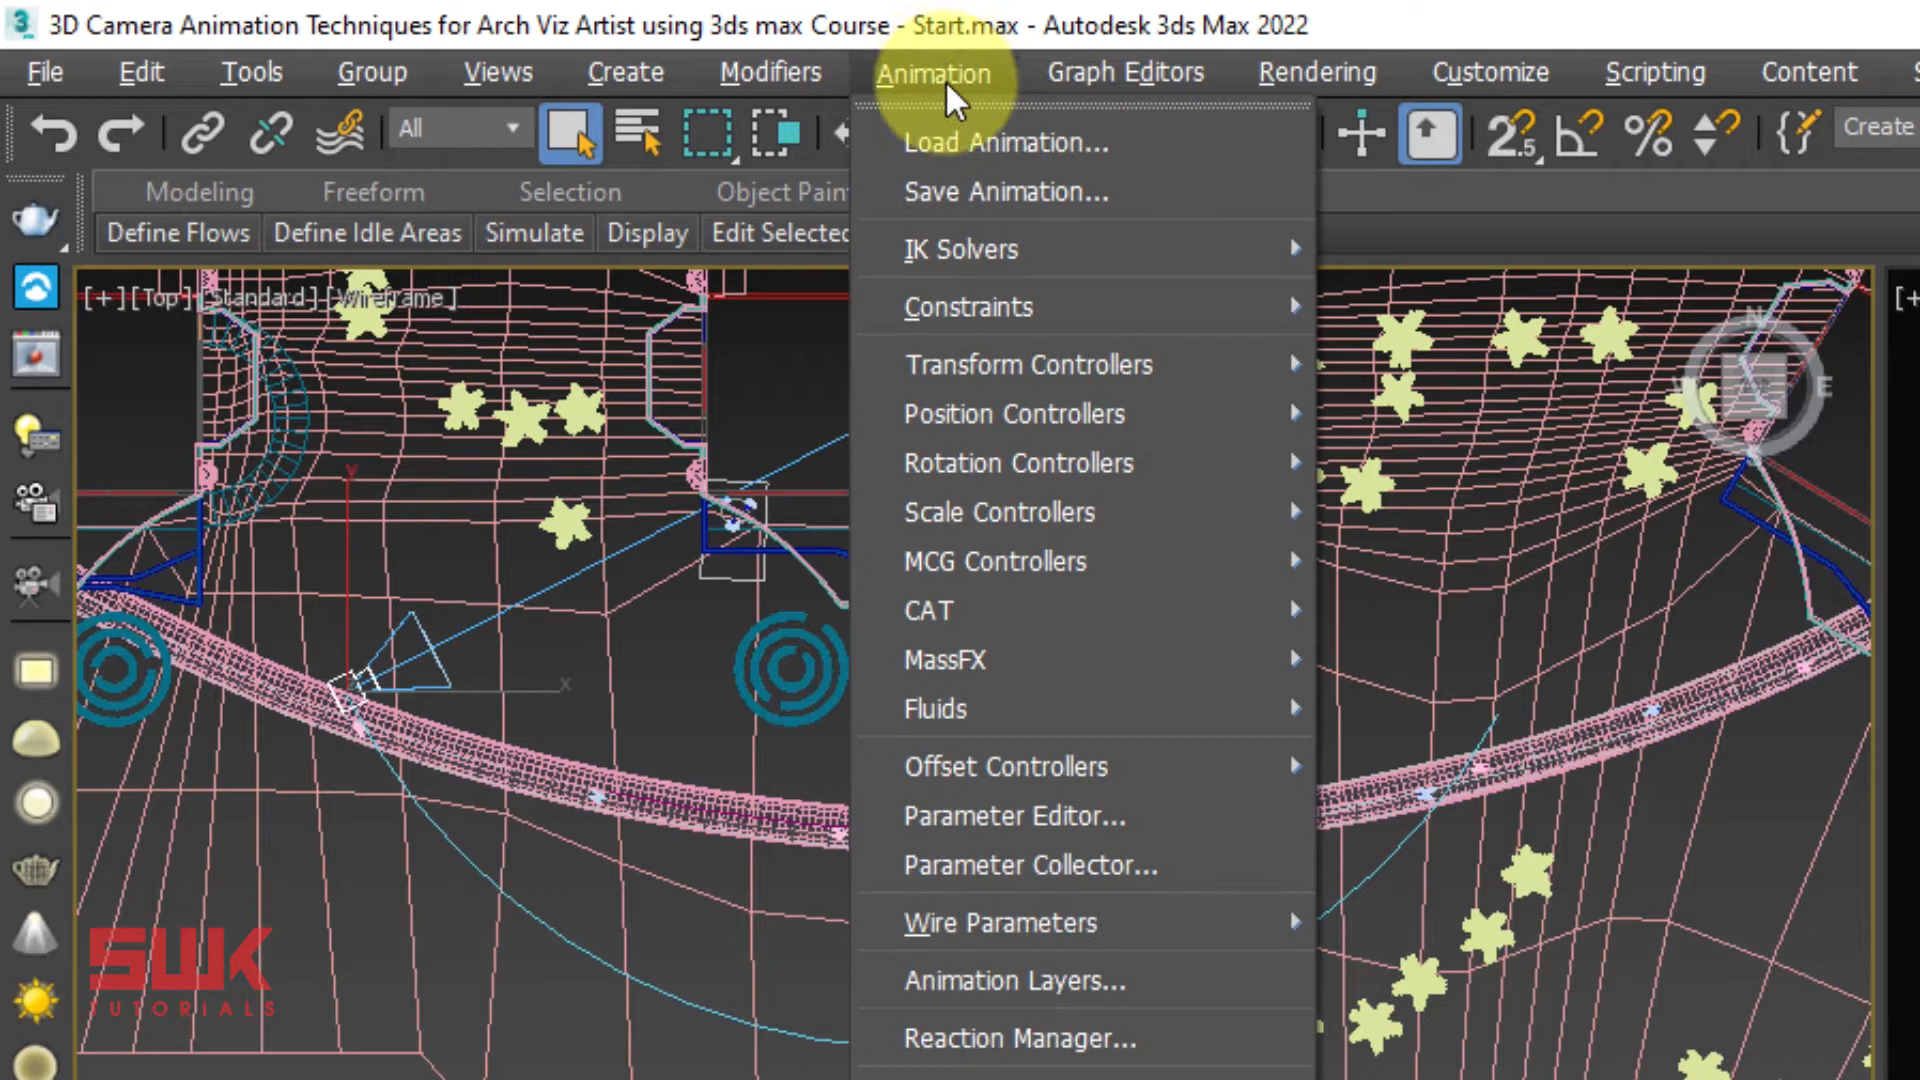 3D Camera Animation Techniques for Arch Viz Artist using 3ds max Course - Start.max - Autodesk 3ds Max 2022
File Edit Tools Group Views Create Modifiers Animation Graph Editors Rendering Customize Scripting Content
All
2.5
Create
Modeling Freeform Selection Object Pain
Define Flows Define Idle Areas Simulate Display Edit Selected
[+][Top][Standard][Wireframe]
Load Animation...
Save Animation...
IK Solvers
Constraints
Transform Controllers
Position Controllers
Rotation Controllers
Scale Controllers
MCG Controllers
CAT
MassFX
Fluids
Offset Controllers
Parameter Editor...
Parameter Collector...
Wire Parameters
Animation Layers...
Reaction Manager...
N
E
y
x
[+
SWK
TUTORIALS